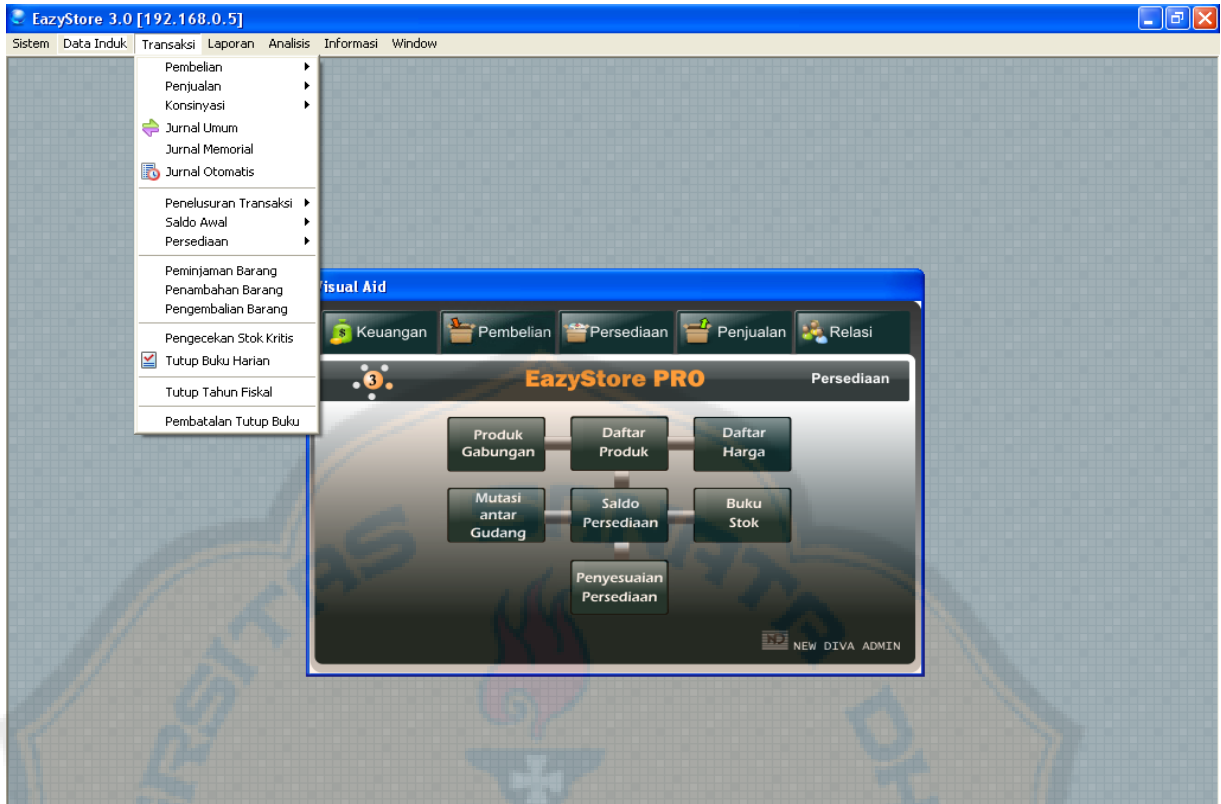 EazyStore 3.0 [192.168.0.5]
Sistem Data Induk Transaksi Laporan Analisis Informasi Window
Pembelian
Penjualan
Konsinyasi
Jurnal Umum
Jurnal Memorial
Jurnal Otomatis
Penelusuran Transaksi
Saldo Awal
Persediaan
Peminjaman Barang
Penambahan Barang
Pengembalian Barang
Pengecekan Stok Kritis
Tutup Buku Harian
Tutup Tahun Fiskal
Pembatalan Tutup Buku
Visual Aid
Keuangan Pembelian Persediaan Penjualan Relasi
3 EazyStore PRO Persediaan
Produk Gabungan
Daftar Produk
Daftar Harga
Mutasi antar Gudang
Saldo Persediaan
Buku Stok
Penyesuaian Persediaan
NEW DIVA ADMIN